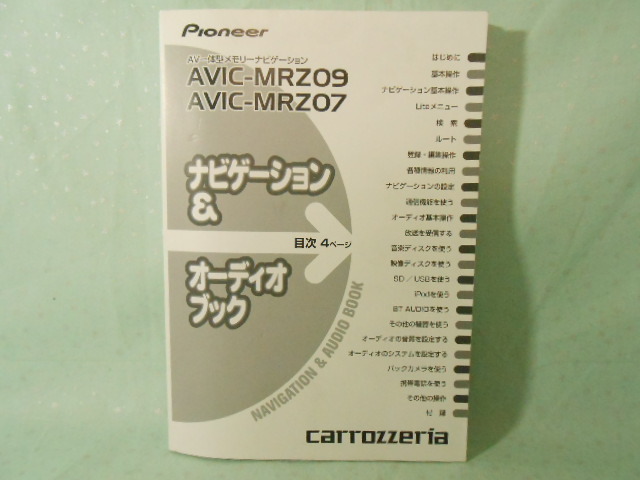 Pioneer
AV一体型メモリーナビゲーション
AVIC-MRZ09
AVIC-MRZ07
ナビゲーション
&
目次 4ページ
オーディオ
ブック
NAVIGATION & AUDIO BOOK
はじめに
基本操作
ナビゲーション基本操作
Liteメニュー
検索
ルート
登録・編集操作
各種情報の利用
ナビゲーションの設定
通信機能を使う
オーディオ基本操作
放送を受信する
音楽ディスクを使う
映像ディスクを使う
SD/USBを使う
iPodを使う
BT AUDIOを使う
その他の機器を使う
オーディオの音質を設定する
オーディオのシステムを設定する
バックカメラを使う
携帯電話を使う
その他の操作
付録
carrozzeria